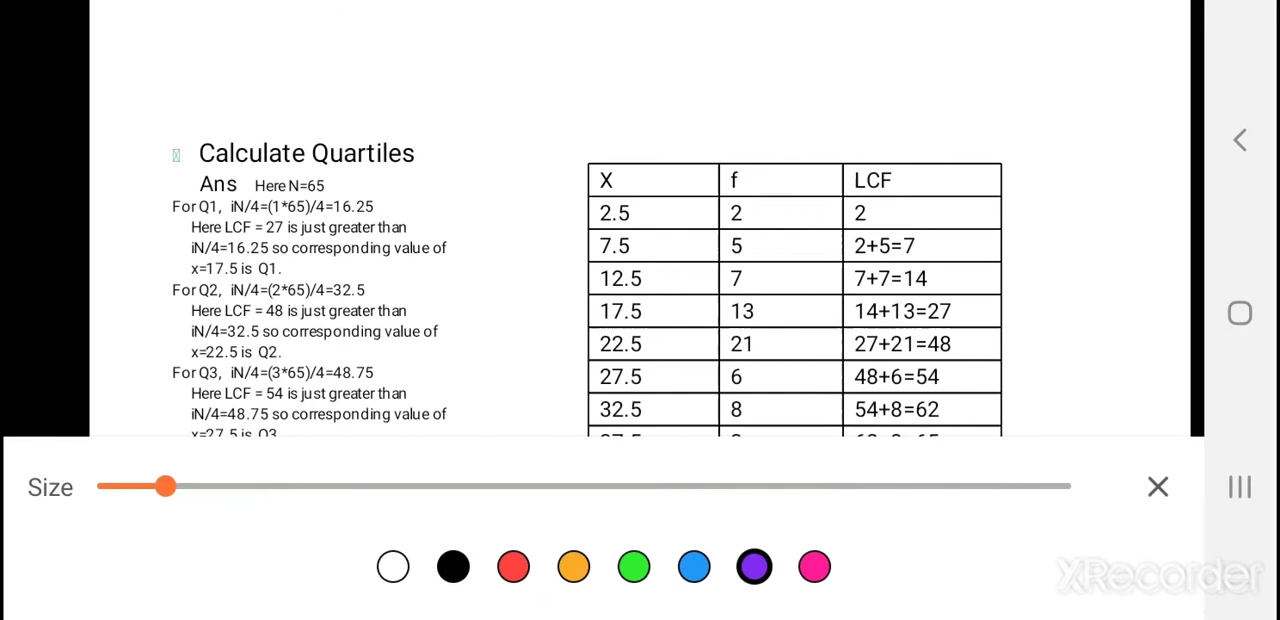 Calculate Quartiles
Ans Here N=65
For Q1, iN/4=(1*65)/4=16.25
Here LCF = 27 is just greater than
iN/4=16.25 so corresponding value of
x=17.5 is Q1.
For Q2, iN/4=(2*65)/4=32.5
Here LCF = 48 is just greater than
iN/4=32.5 so corresponding value of
x=22.5 is Q2.
For Q3, iN/4=(3*65)/4=48.75
Here LCF = 54 is just greater than
iN/4=48.75 so corresponding value of
x=27.5 is Q3
X f LCF
2.5 2 2
7.5 5 2+5=7
12.5 7 7+7=14
17.5 13 14+13=27
22.5 21 27+21=48
27.5 6 48+6=54
32.5 8 54+8=62
Size
XRecorder